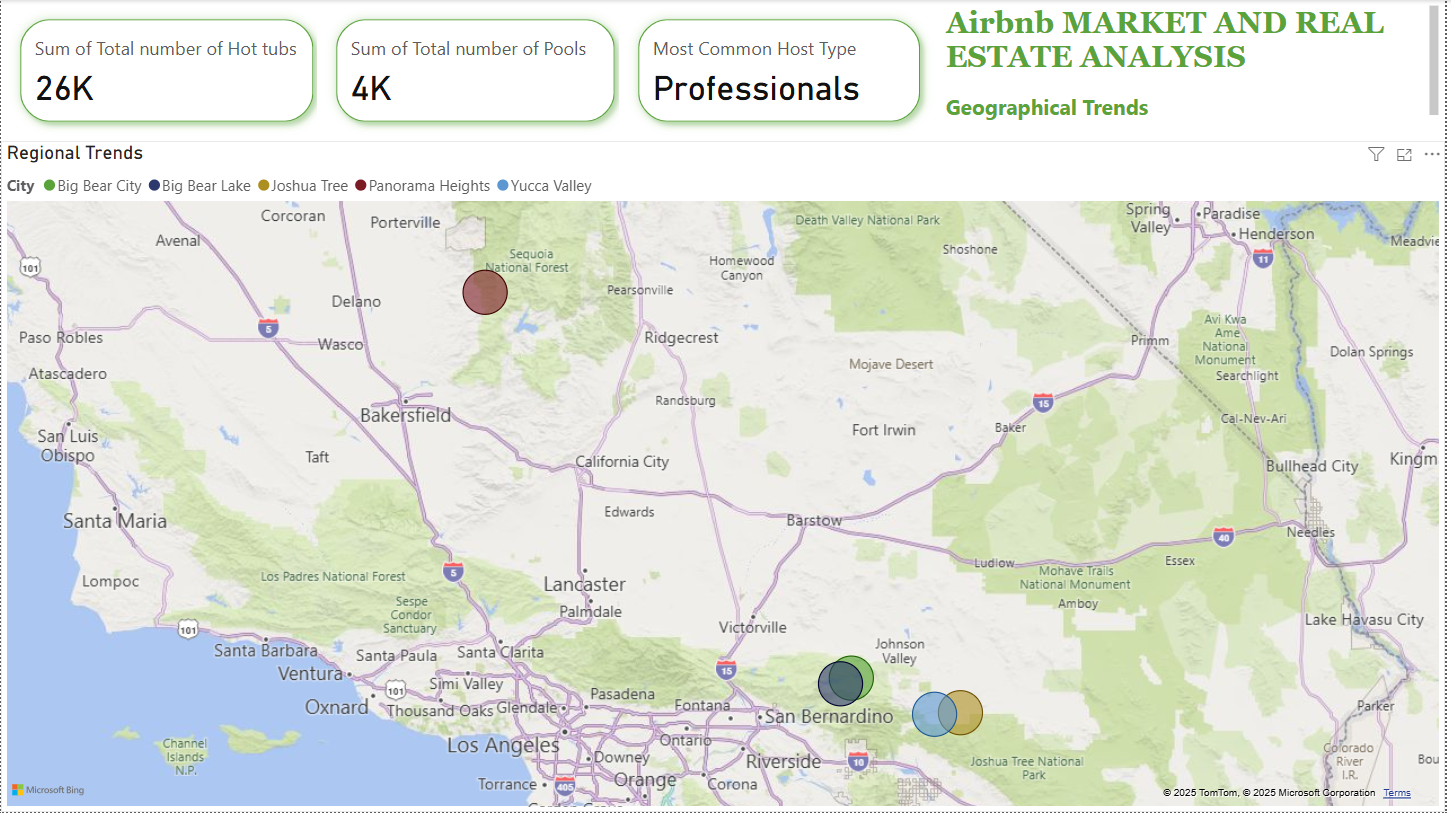 Sum of Total number of Hot tubs
26K
Sum of Total number of Pools
4K
Most Common Host Type
Professionals
Airbnb MARKET AND REAL
ESTATE ANALYSIS
Geographical Trends
Regional Trends
City Big Bear City Big Bear Lake Joshua Tree Panorama Heights Yucca Valley
Corcoran
Porterville
Death Valley National Park
Spring
Valley
Paradise
Henderson
Avenal
Sequoia
National Forest
Homewood
Canyon
Shoshone
Meadvie
101
11
Delano
Pearsonville
5
Paso Robles
Wasco
Ridgecrest
Avi Kwa
Ame
National
Monument
Primm
Dolan Springs
Atascadero
Mojave Desert
Searchlight
Randsburg
15
Bakersfield
Cal-Nev-Ari
San Luis
Obispo
Taft
Fort Irwin
Baker
California City
Bullhead City
Kingm
Santa Maria
Edwards
Barstow
Needles
40
Lompoc
Los Padres National Forest
5
Lancaster
Ludlow
Essex
Mohave Trails
National Monument
Sespe
Condor
Sanctuary
Palmdale
Amboy
101
Victorville
Lake Havasu City
Santa Barbara
Santa Paula
Santa Clarita
Johnson
Valley
Ventura
15
Simi Valley
101
Oxnard
Thousand Oaks
Glendale
Pasadena
Fontana
San Bernardino
Parker
Channel
Islands
N.P.
Los Angeles
Ontario
Downey
Riverside
10
Joshua Tree National
Park
Colorado
River
I.R.
Bou
Torrance
405
Orange
Corona
Microsoft Bing
© 2025 TomTom, © 2025 Microsoft Corporation Terms